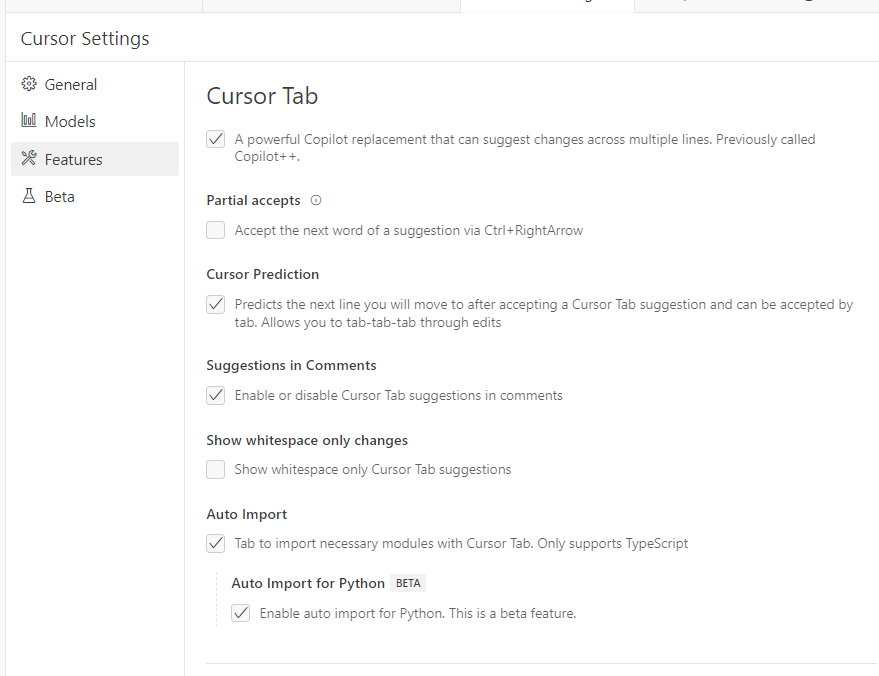 Cursor Settings
General
Models
Features
Beta
Cursor Tab
A powerful Copilot replacement that can suggest changes across multiple lines. Previously called
Copilot++.
Partial accepts
Accept the next word of a suggestion via Ctrl+RightArrow
Cursor Prediction
Predicts the next line you will move to after accepting a Cursor Tab suggestion and can be accepted by
tab. Allows you to tab-tab-tab through edits
Suggestions in Comments
Enable or disable Cursor Tab suggestions in comments
Show whitespace only changes
Show whitespace only Cursor Tab suggestions
Auto Import
Tab to import necessary modules with Cursor Tab. Only supports TypeScript
Auto Import for Python BETA
Enable auto import for Python. This is a beta feature.